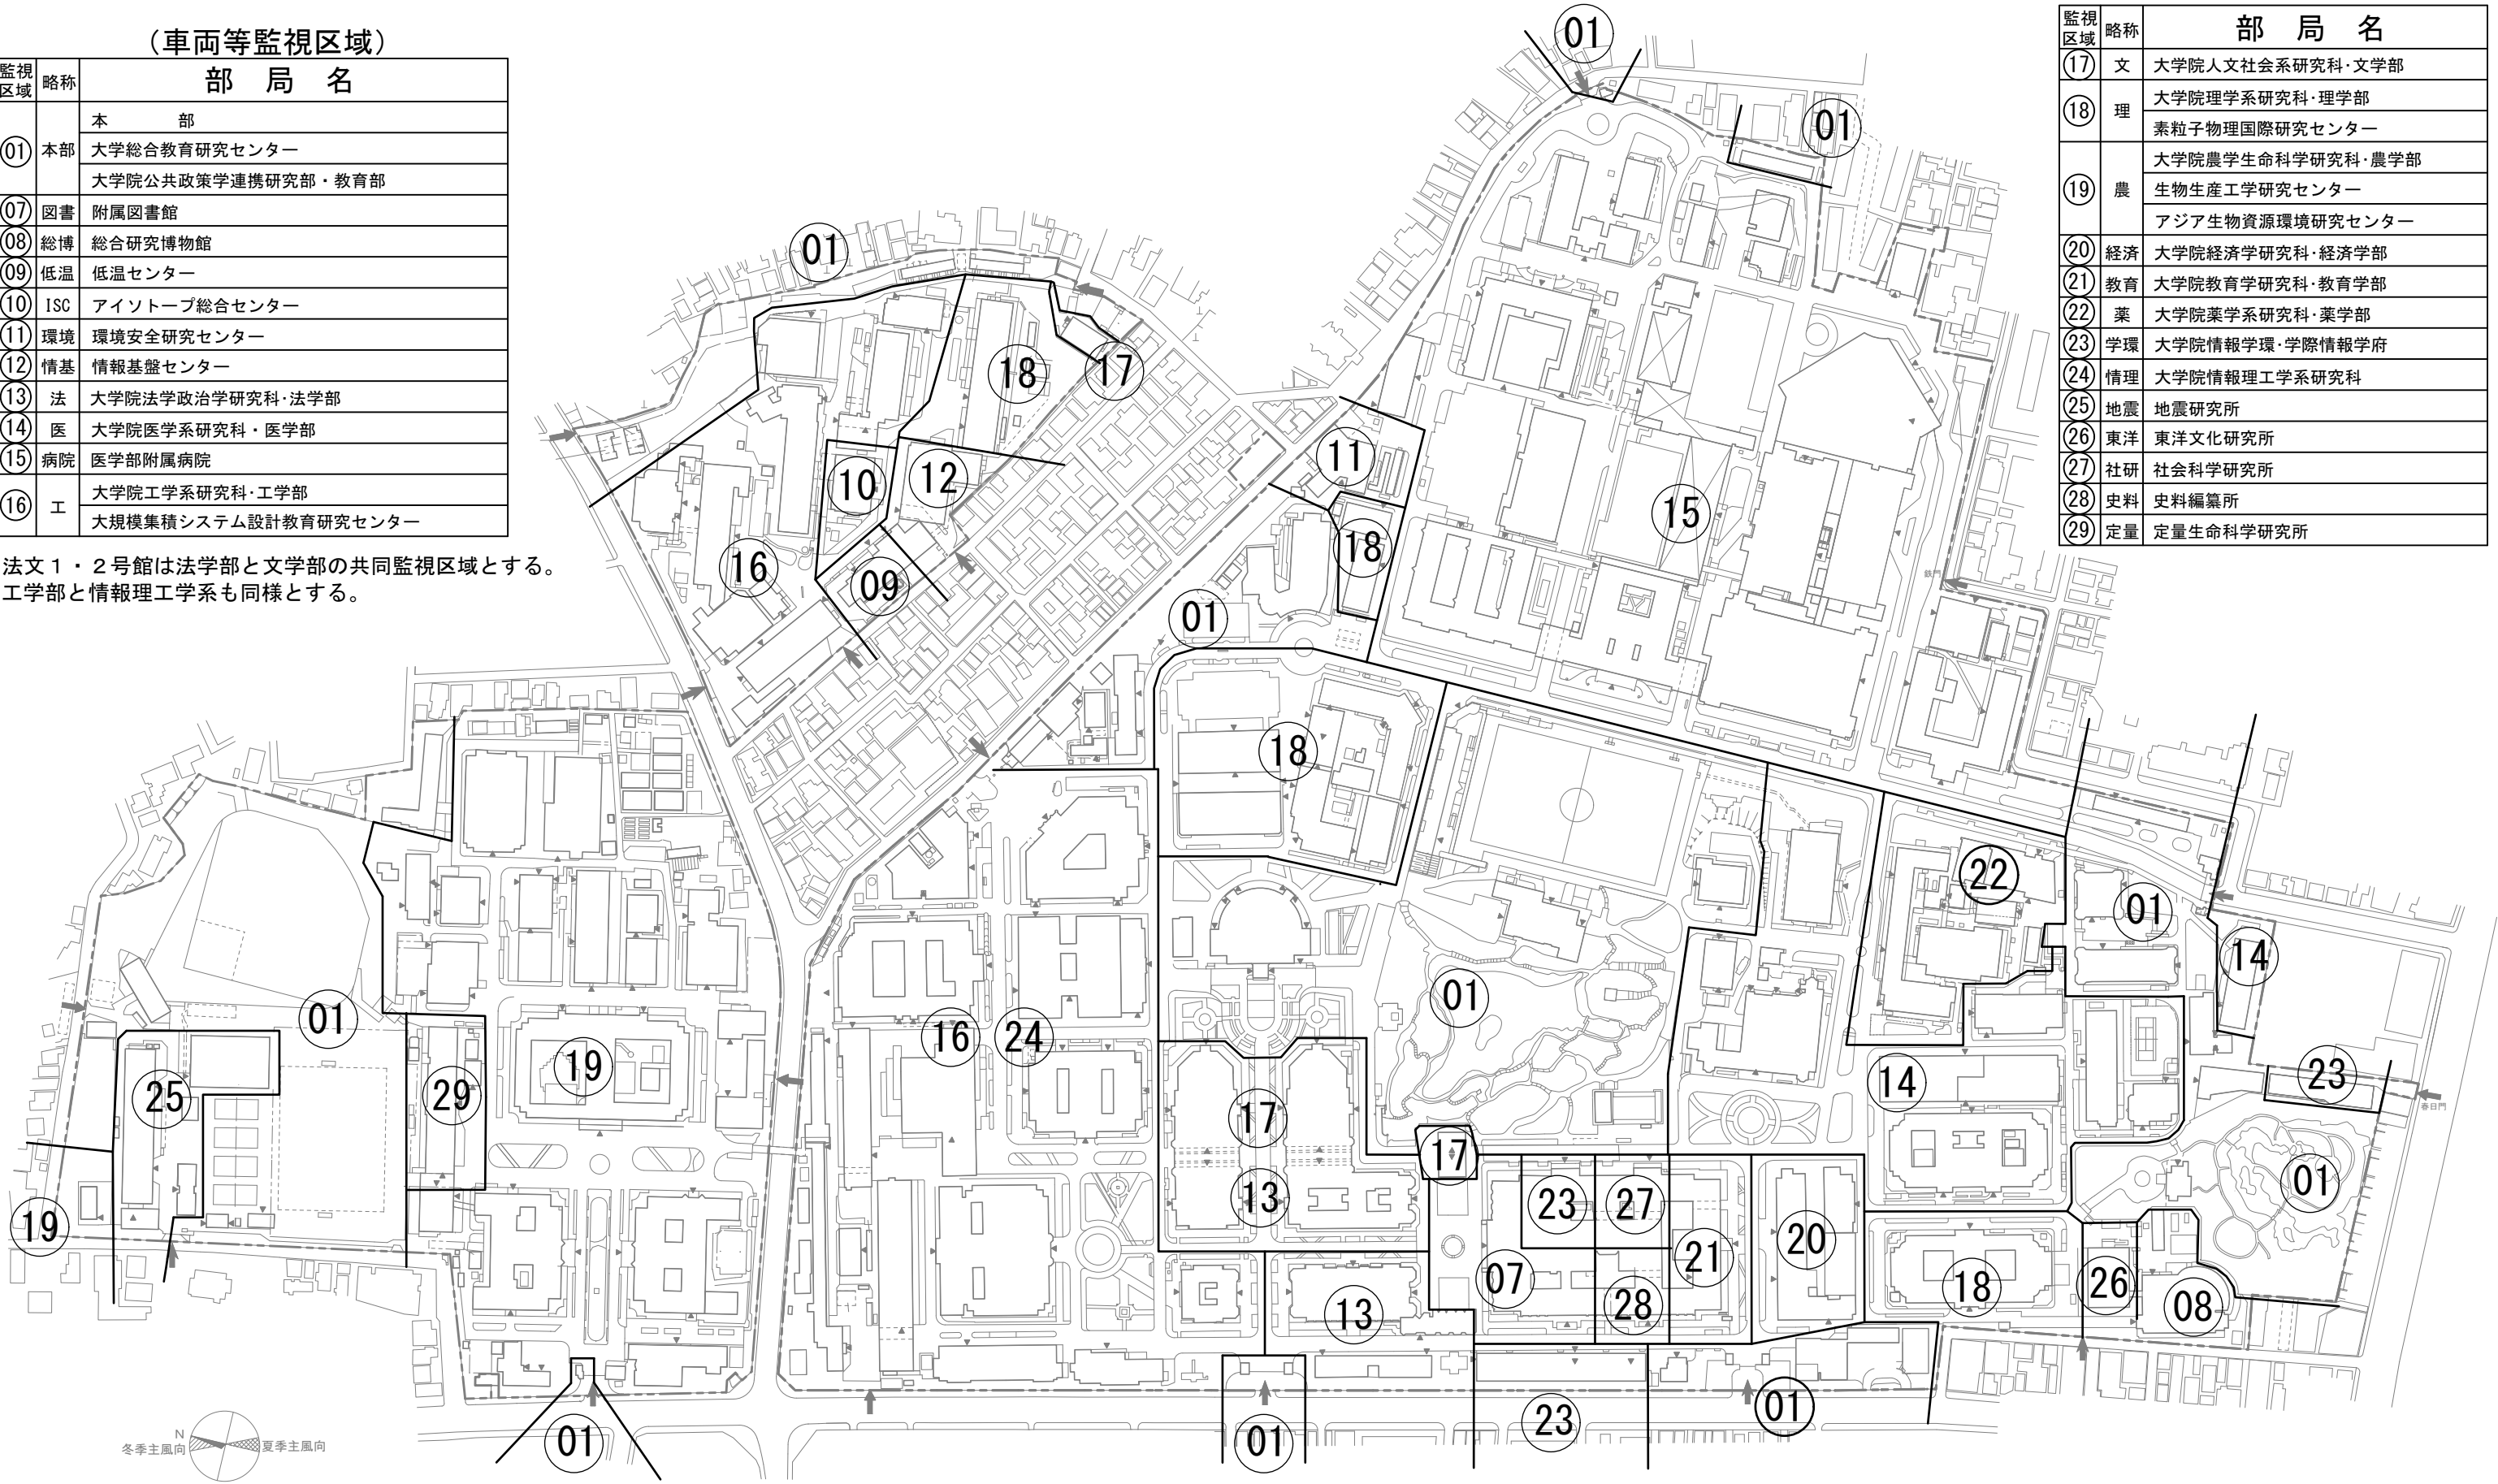 (車両等監視区域)
監視区域 略称 部局名
01 本部 本部
大学総合教育研究センター
大学院公共政策学連携研究部・教育部
07 図書 附属図書館
08 総博 総合研究博物館
09 低温 低温センター
10 ISC アイソトープ総合センター
11 環境 環境安全研究センター
12 情基 情報基盤センター
13 法 大学院法学政治学研究科・法学部
14 医 大学院医学系研究科・医学部
15 病院 医学部附属病院
16 工 大学院工学系研究科・工学部
大規模集積システム設計教育研究センター
法文1・2号館は法学部と文学部の共同監視区域とする。
工学部と情報理工学系も同様とする。
監視区域 略称 部局名
17 文 大学院人文社会系研究科・文学部
18 理 大学院理学系研究科・理学部
素粒子物理国際研究センター
19 農 大学院農学生命科学研究科・農学部
生物生産工学研究センター
アジア生物資源環境研究センター
20 経済 大学院経済学研究科・経済学部
21 教育 大学院教育学研究科・教育学部
22 薬 大学院薬学系研究科・薬学部
23 学環 大学院情報学環・学際情報学府
24 情理 大学院情報理工学系研究科
25 地震 地震研究所
26 東洋 東洋文化研究所
27 社研 社会科学研究所
28 史料 史料編纂所
29 定量 定量生命科学研究所
01
01
01
18
17
10
12
11
15
16
09
18
01
鉄門
18
22
01
14
01
01
16
24
19
29
25
14
23
春日門
17
17
01
19
13
23
27
21
20
07
28
13
18
26
08
01
01
01
23
N
冬季主風向
夏季主風向